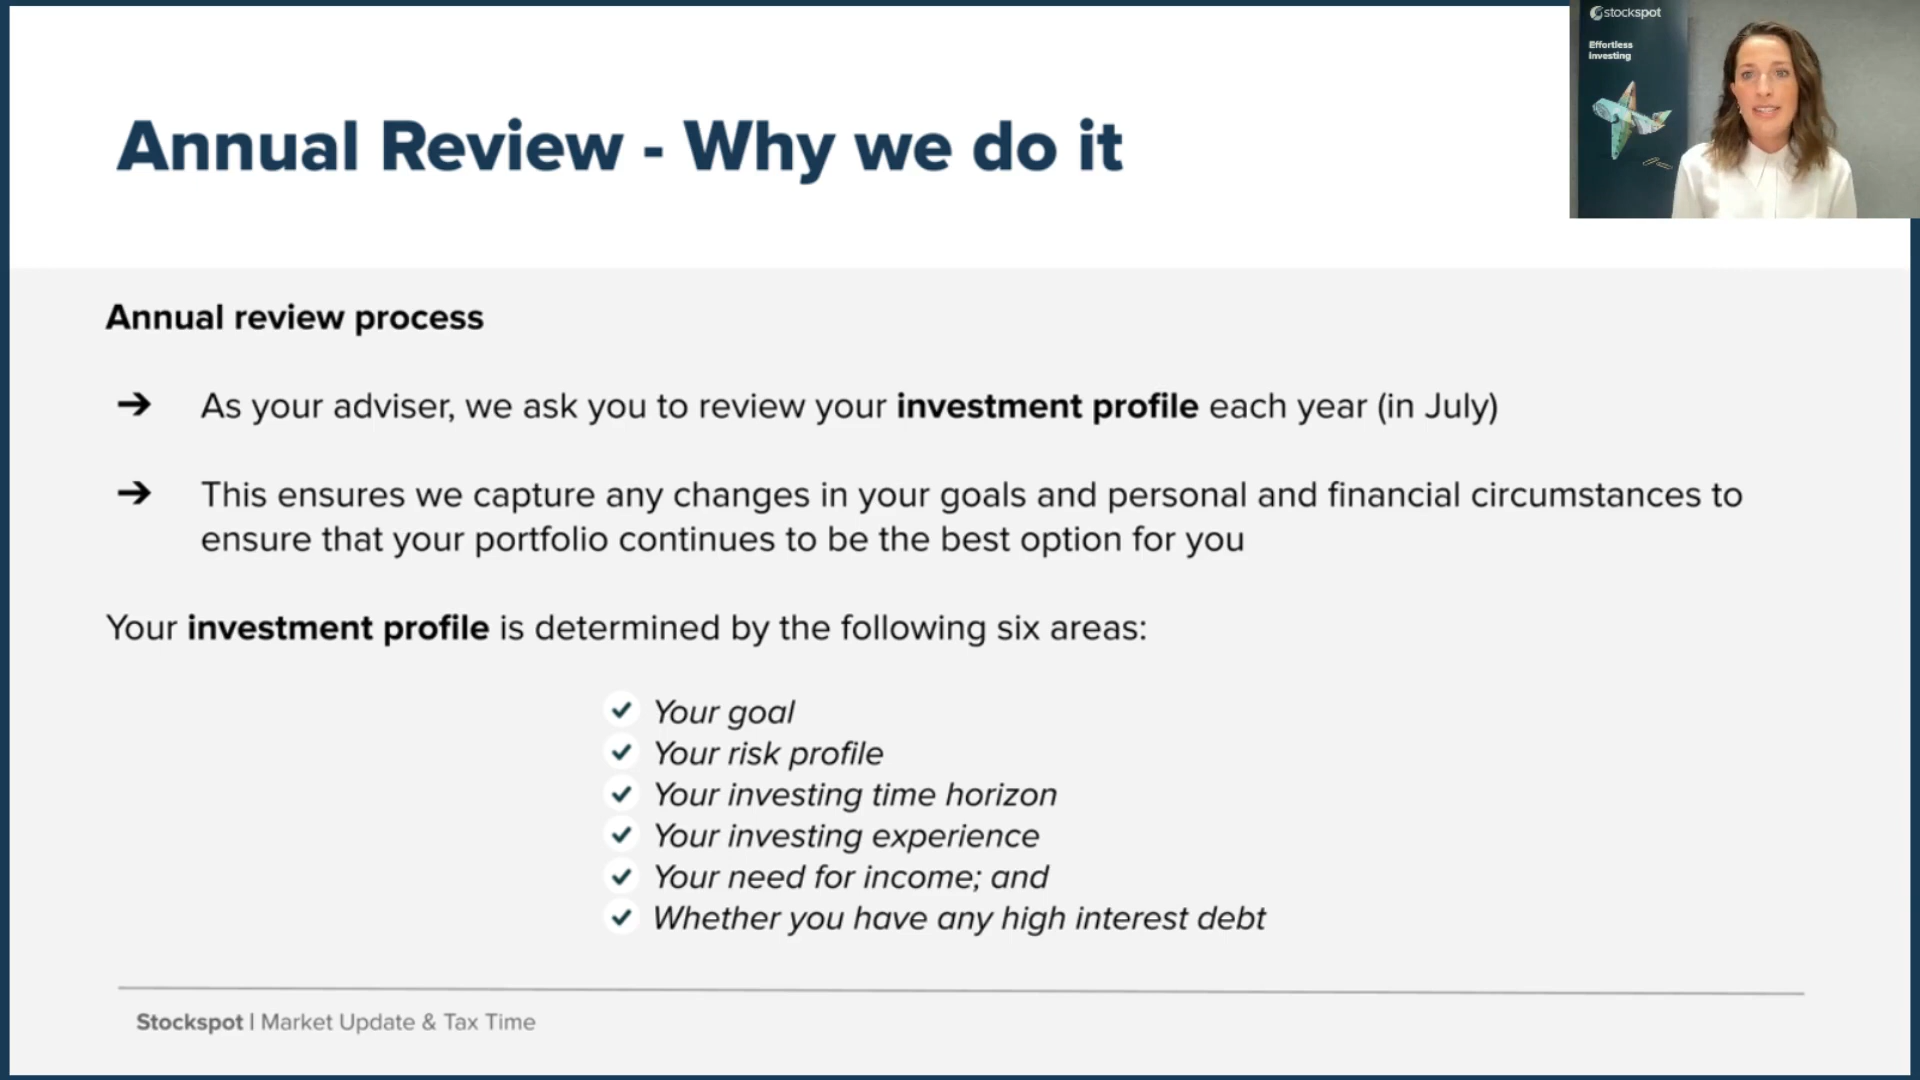 stockspot
Effortless
Investing
Annual Review - Why we do it
Annual review process
➔ As your adviser, we ask you to review your investment profile each year (in July)
➔ This ensures we capture any changes in your goals and personal and financial circumstances to
ensure that your portfolio continues to be the best option for you
Your investment profile is determined by the following six areas:
✔ Your goal
✔ Your risk profile
✔ Your investing time horizon
✔ Your investing experience
✔ Your need for income; and
✔ Whether you have any high interest debt
Stockspot | Market Update & Tax Time